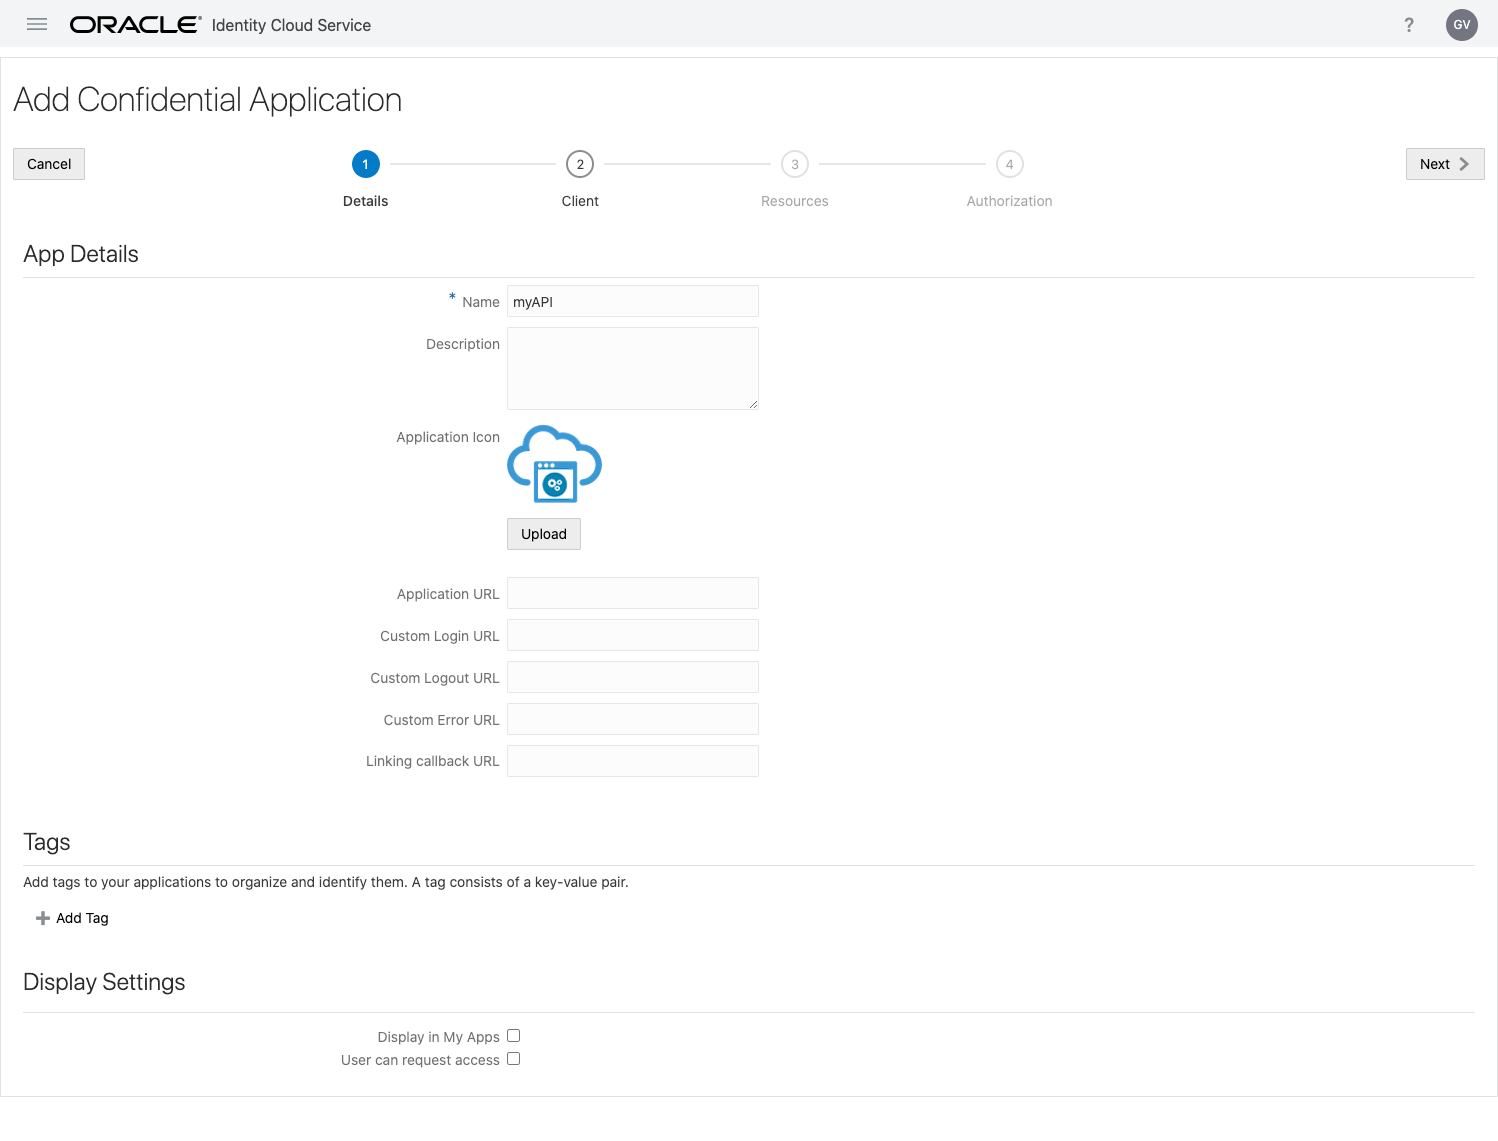 ORACLE® Identity Cloud Service
?
GV
Add Confidential Application
Cancel
1
2
3
4
Next
Details
Client
Resources
Authorization
App Details
* Name myAPI
Description
Application Icon
Upload
Application URL
Custom Login URL
Custom Logout URL
Custom Error URL
Linking callback URL
Tags
Add tags to your applications to organize and identify them. A tag consists of a key-value pair.
Add Tag
Display Settings
Display in My Apps
User can request access